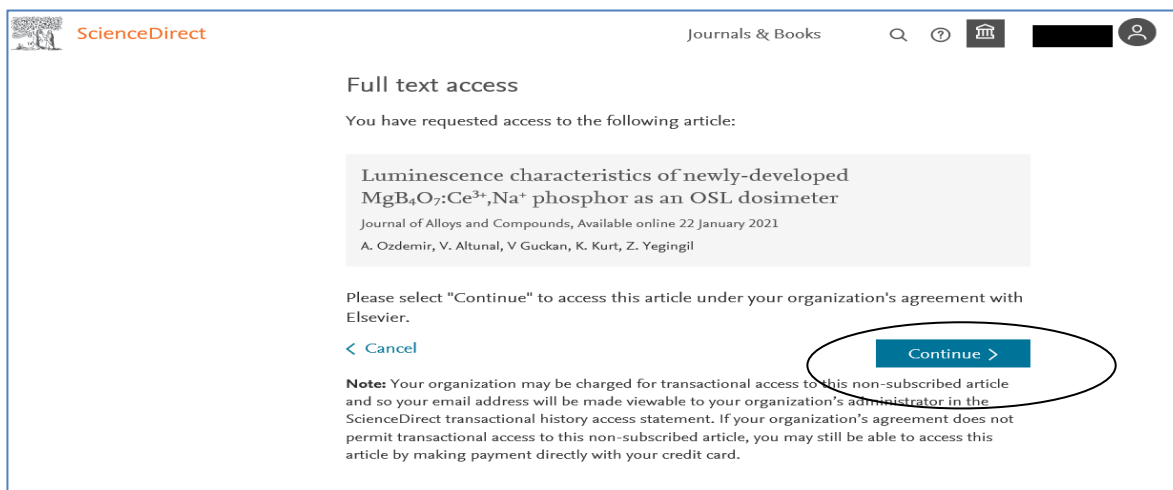 ScienceDirect
Journals & Books
Full text access
You have requested access to the following article:
Luminescence characteristics of newly-developed
MgB₄O₇:Ce³⁺,Na⁺ phosphor as an OSL dosimeter
Journal of Alloys and Compounds, Available online 22 January 2021
A. Ozdemir, V. Altunal, V Guckan, K. Kurt, Z. Yegingil
Please select "Continue" to access this article under your organization's agreement with
Elsevier.
< Cancel
Continue >
Note: Your organization may be charged for transactional access to this non-subscribed article
and so your email address will be made viewable to your organization's administrator in the
ScienceDirect transactional history access statement. If your organization's agreement does not
permit transactional access to this non-subscribed article, you may still be able to access this
article by making payment directly with your credit card.